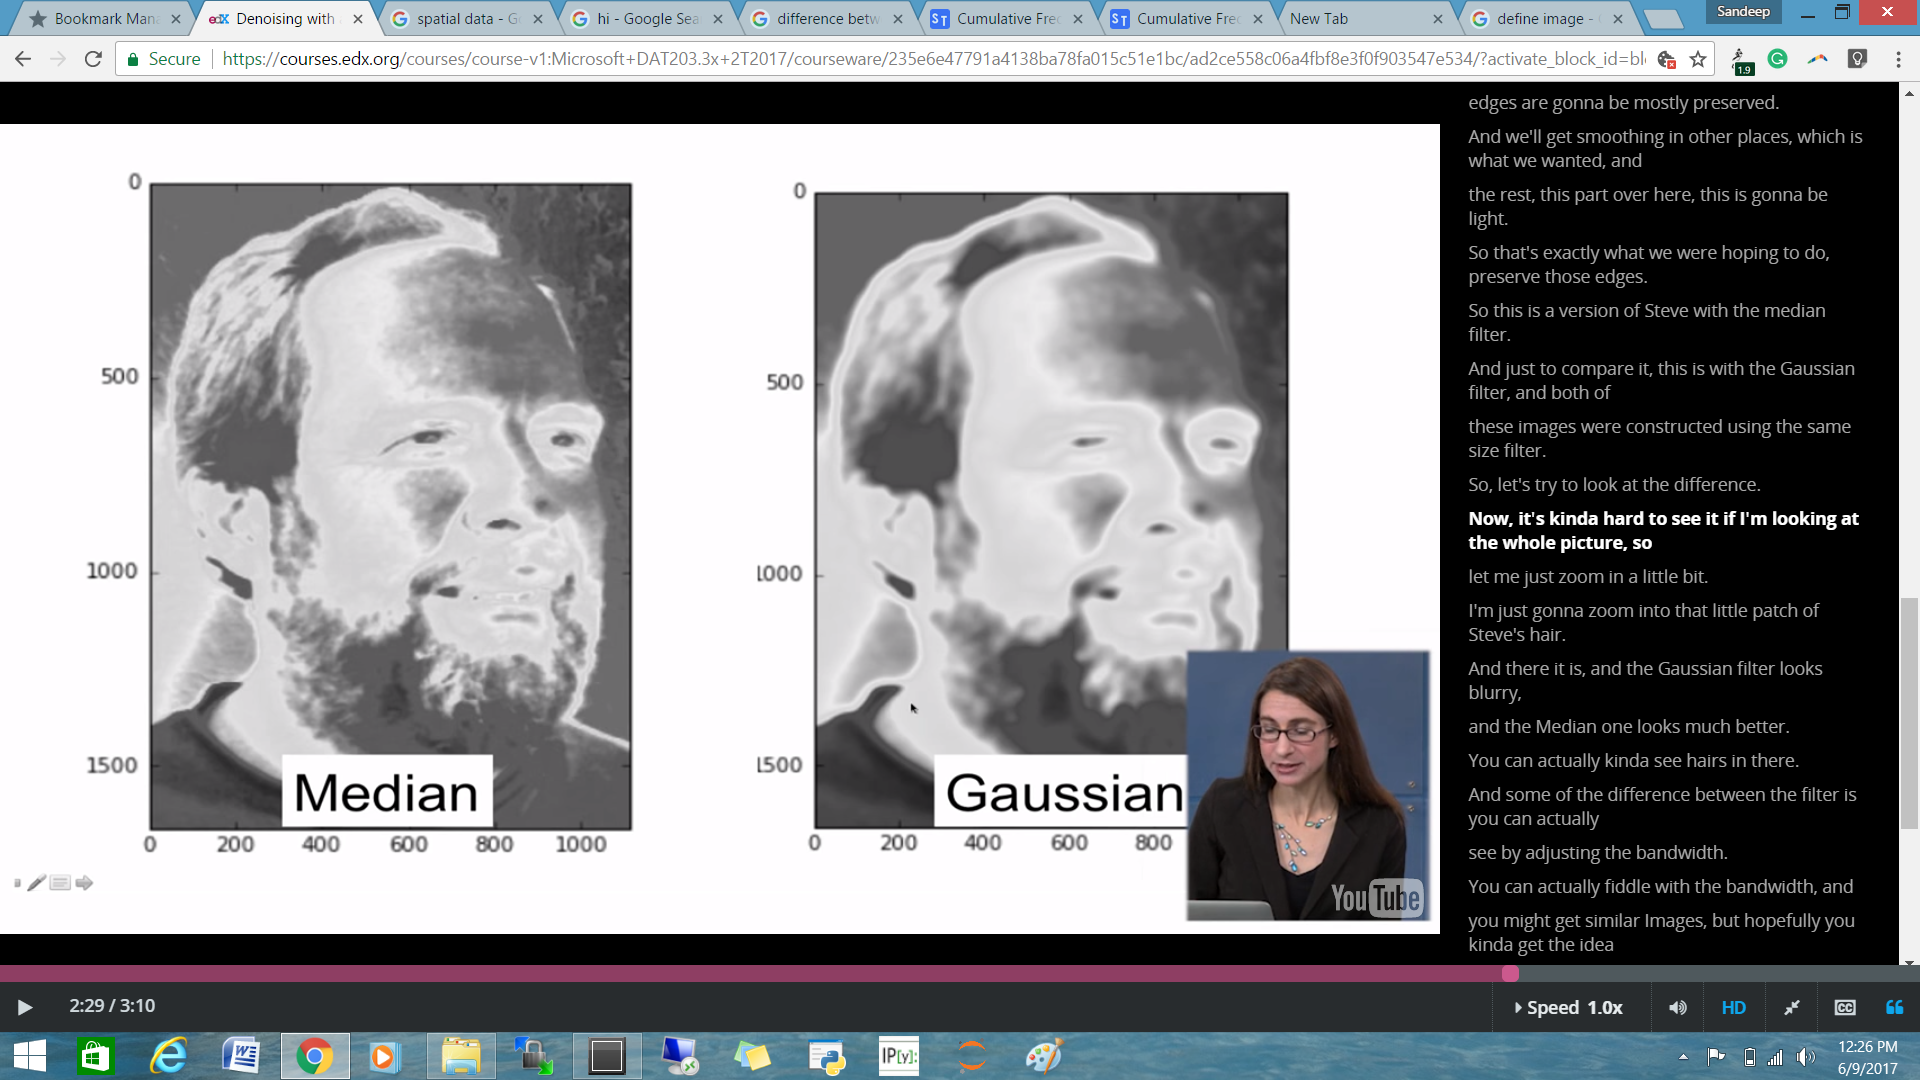 Bookmark Man
Denoising with
spatial data - G
hi - Google Sea
difference betw
Cumulative Fre
Cumulative Fre
New Tab
define image -
Sandeep
Secure
https://courses.edx.org/courses/course-v1:Microsoft+DAT203.3x+2T2017/courseware/235e6e47791a4138ba78fa015c51e1bc/ad2ce558c06a4fbf8e3f0f903547e534/?activate_block_id=bl
1.9
0
500
1000
1500
0 200 400 600 800 1000
Median
0
500
1000
1500
0 200 400 600 800
Gaussian
YouTube
edges are gonna be mostly preserved.
And we'll get smoothing in other places, which is
what we wanted, and
the rest, this part over here, this is gonna be
light.
So that's exactly what we were hoping to do,
preserve those edges.
So this is a version of Steve with the median
filter.
And just to compare it, this is with the Gaussian
filter, and both of
these images were constructed using the same
size filter.
So, let's try to look at the difference.
Now, it's kinda hard to see it if I'm looking at
the whole picture, so
let me just zoom in a little bit.
I'm just gonna zoom into that little patch of
Steve's hair.
And there it is, and the Gaussian filter looks
blurry,
and the Median one looks much better.
You can actually kinda see hairs in there.
And some of the difference between the filter is
you can actually
see by adjusting the bandwidth.
You can actually fiddle with the bandwidth, and
you might get similar Images, but hopefully you
kinda get the idea
2:29 / 3:10
Speed 1.0x
HD
CC
IP[y]:
12:26 PM
6/9/2017